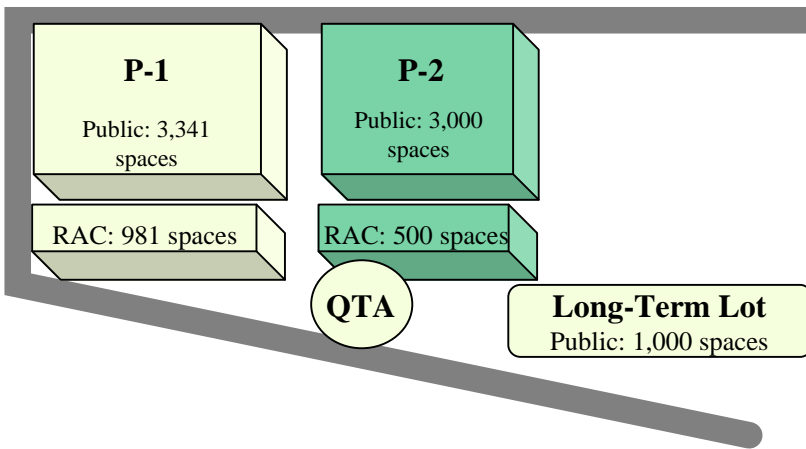 P-1
Public: 3,341
spaces
P-2
Public: 3,000
spaces
RAC: 981 spaces
RAC: 500 spaces
QTA
Long-Term Lot
Public: 1,000 spaces